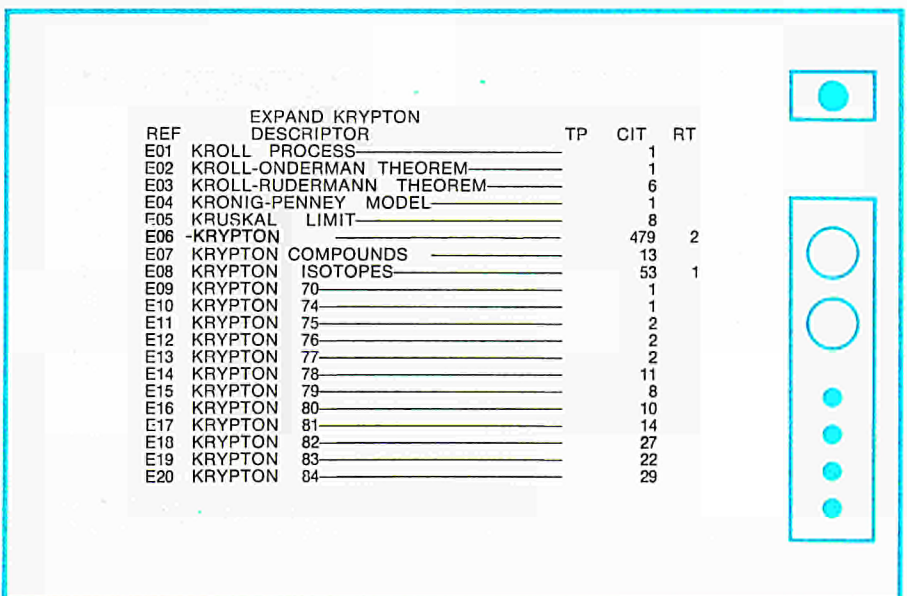 EXPAND KRYPTON
REF DESCRIPTOR TP CIT RT
E01 KROLL PROCESS 1
E02 KROLL-ONDERMAN THEOREM 1
E03 KROLL-RUDERMANN THEOREM 6
E04 KRONIG-PENNEY MODEL 1
E05 KRUSKAL LIMIT 8
E06 -KRYPTON 479 2
E07 KRYPTON COMPOUNDS 13
E08 KRYPTON ISOTOPES 53 1
E09 KRYPTON 70 1
E10 KRYPTON 74 1
E11 KRYPTON 75 2
E12 KRYPTON 76 2
E13 KRYPTON 77 2
E14 KRYPTON 78 11
E15 KRYPTON 79 8
E16 KRYPTON 80 10
E17 KRYPTON 81 14
E18 KRYPTON 82 27
E19 KRYPTON 83 22
E20 KRYPTON 84 29